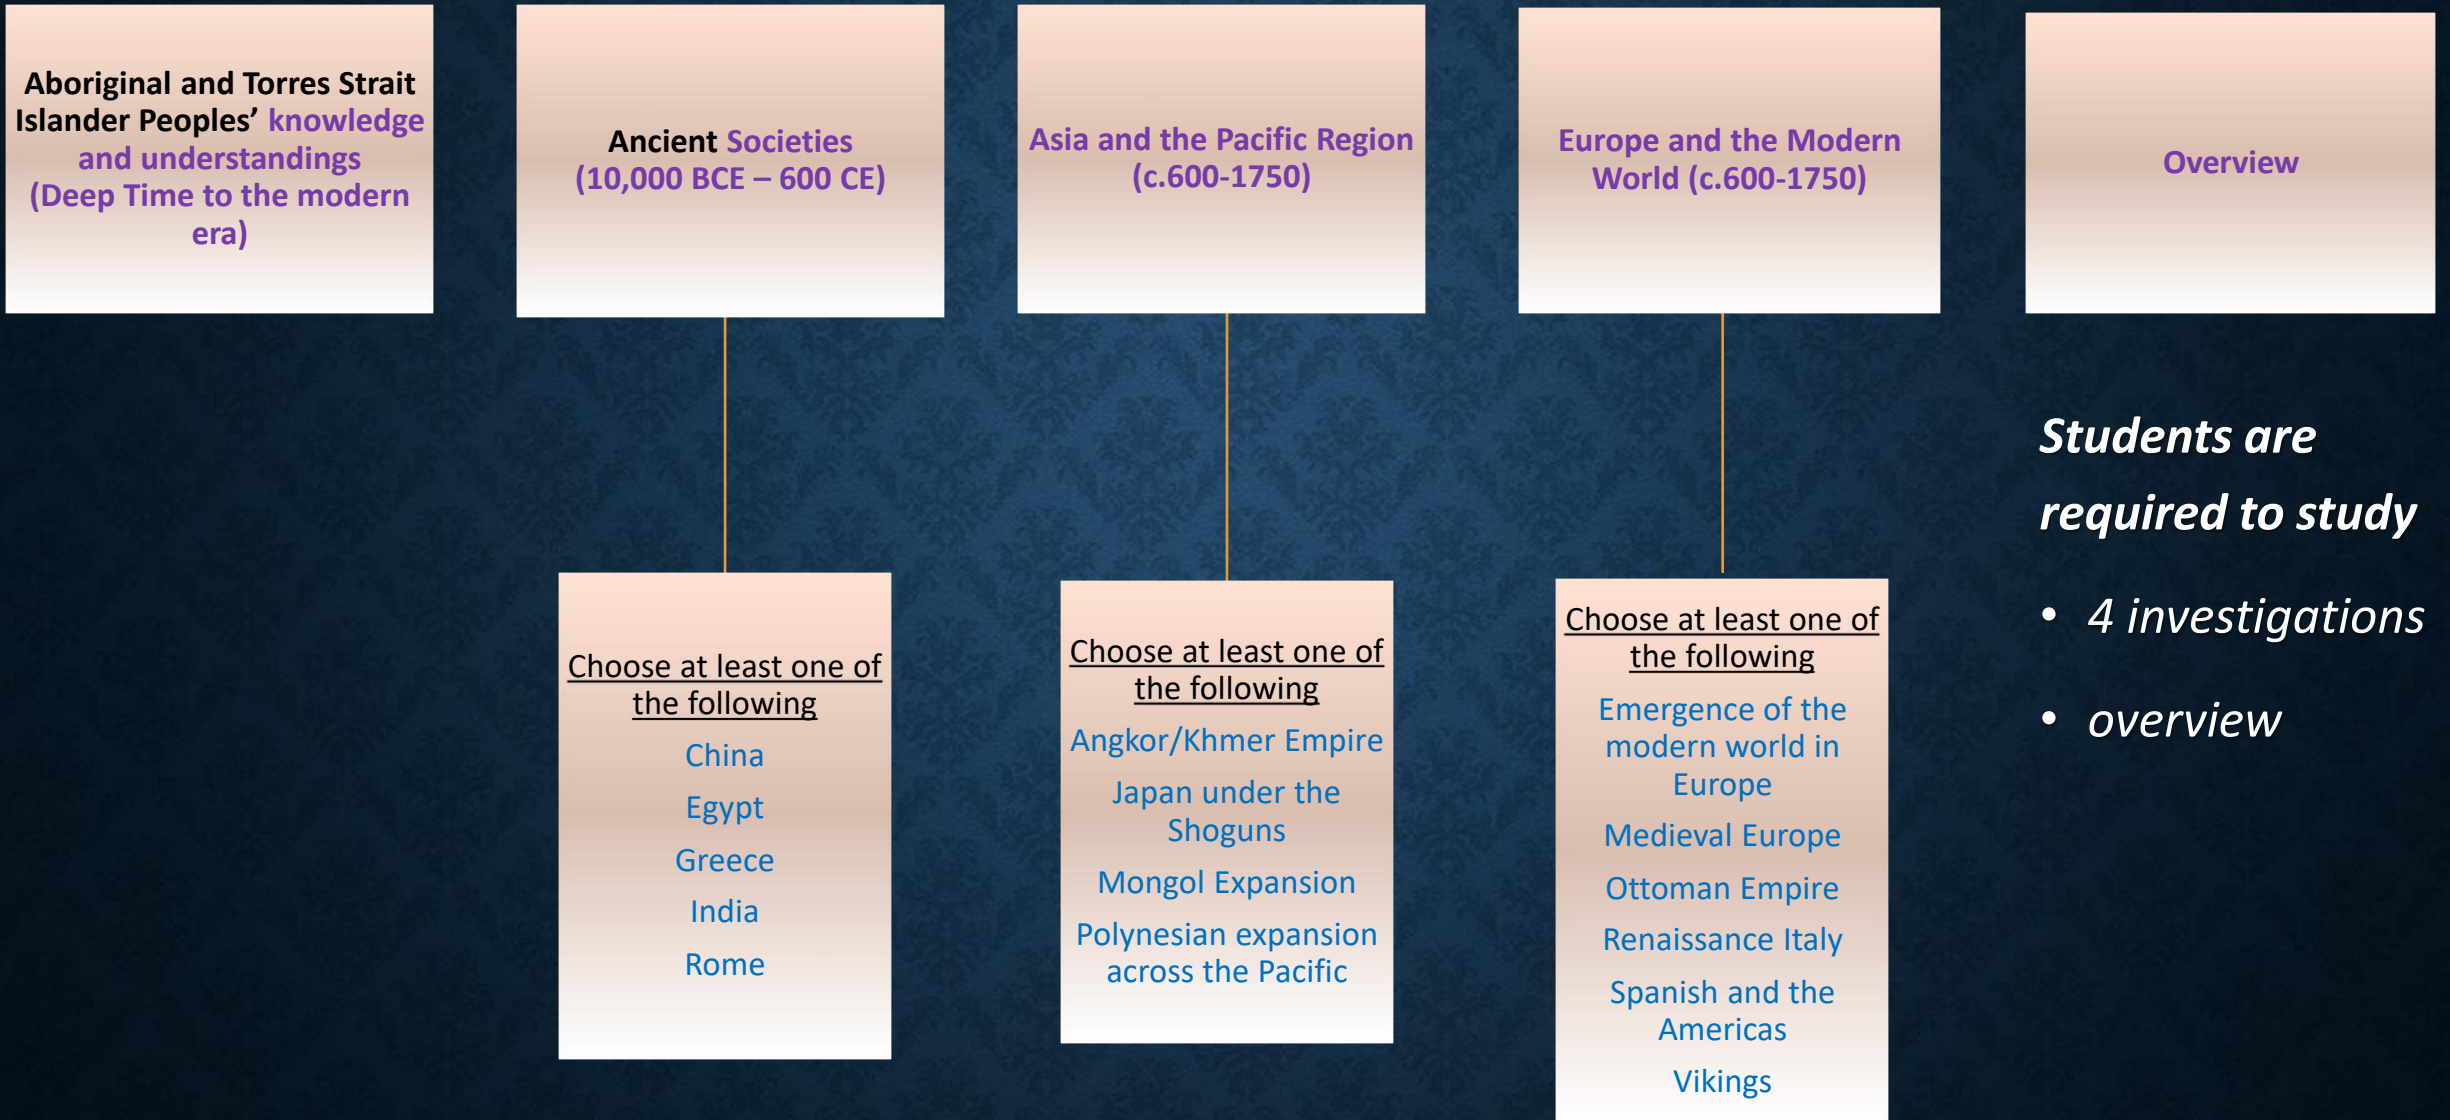 Aboriginal and Torres Strait
Islander Peoples’ knowledge
and understandings
(Deep Time to the modern
era)
Ancient Societies
(10,000 BCE – 600 CE)
Asia and the Pacific Region
(c.600-1750)
Europe and the Modern
World (c.600-1750)
Overview
Choose at least one of
the following
China
Egypt
Greece
India
Rome
Choose at least one of
the following
Angkor/Khmer Empire
Japan under the
Shoguns
Mongol Expansion
Polynesian expansion
across the Pacific
Choose at least one of
the following
Emergence of the
modern world in
Europe
Medieval Europe
Ottoman Empire
Renaissance Italy
Spanish and the
Americas
Vikings
Students are
required to study
• 4 investigations
• overview